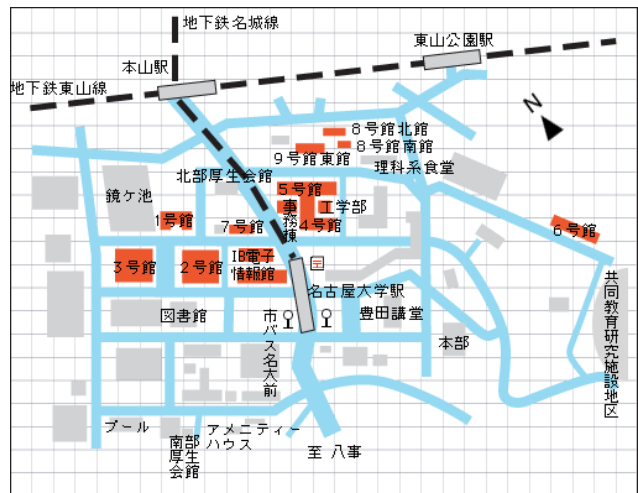 地下鉄名城線
東山公園駅
本山駅
地下鉄東山線
N
8号館北館
8号館南館
9号館東館
理科系食堂
北部厚生会館
鏡ケ池
5号館
事務棟
工学部
4号館
1号館
7号館
6号館
3号館
2号館
IB電子
情報館
〒
名古屋大学駅
共同教育研究施設地区
図書館
市バス名大前
豊田講堂
本部
プール
アメニティー
ハウス
南部
厚生
会館
至 八事